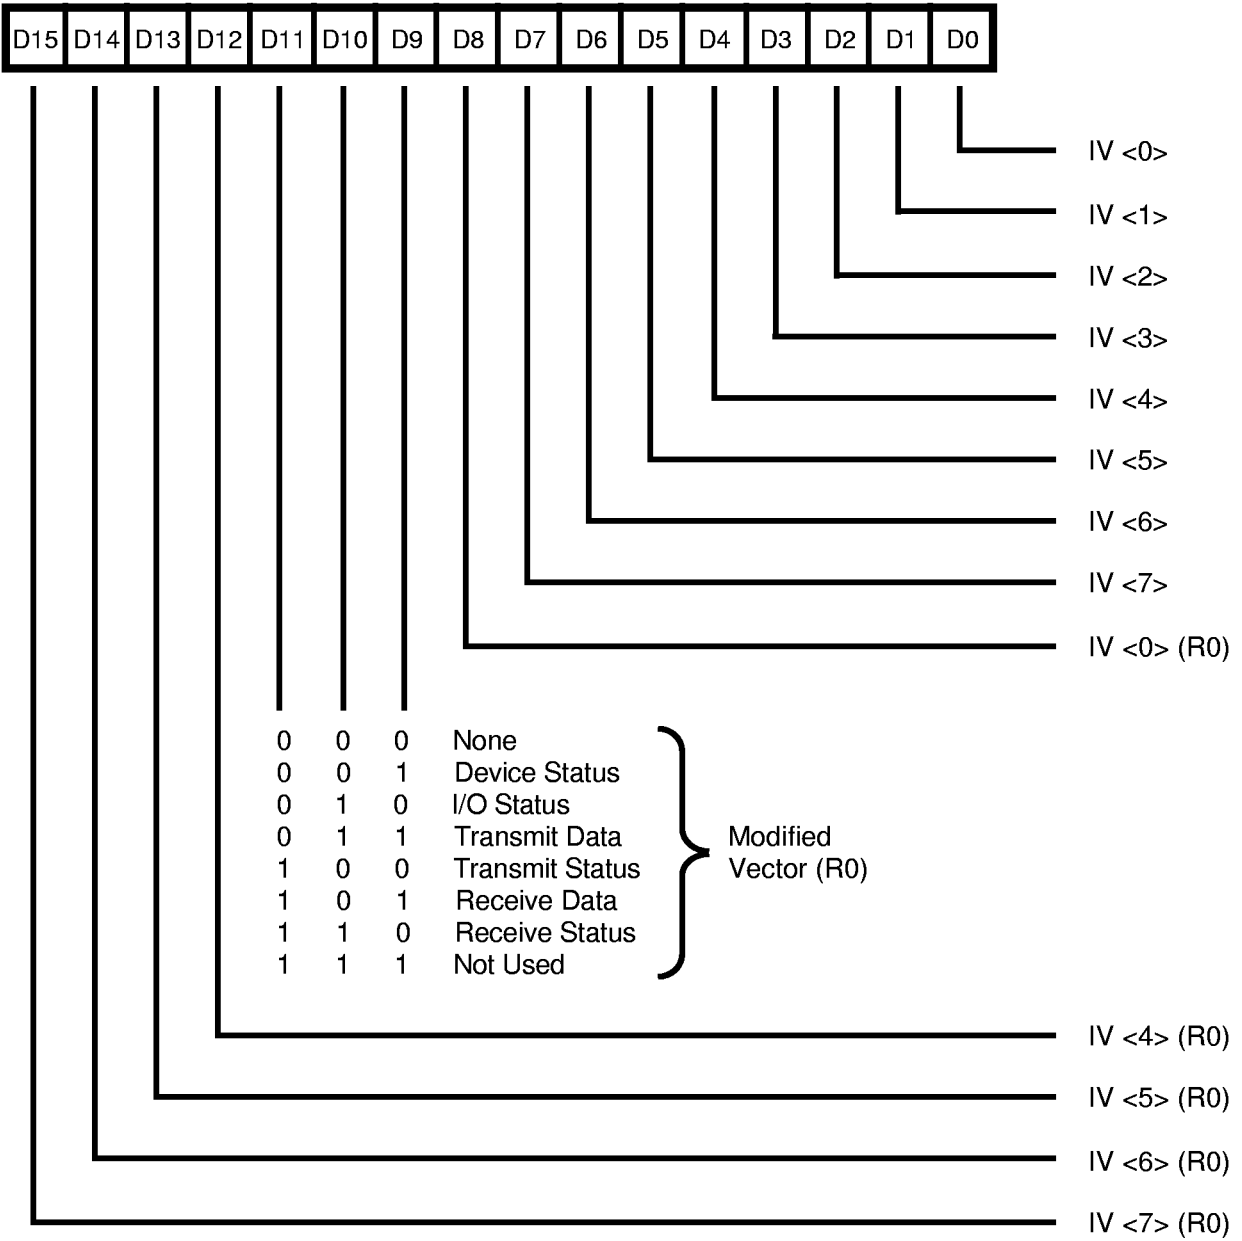 D15 D14 D13 D12 D11 D10 D9 D8 D7 D6 D5 D4 D3 D2 D1 D0
IV <0>
IV <1>
IV <2>
IV <3>
IV <4>
IV <5>
IV <6>
IV <7>
IV <0> (R0)
0 0 0 None
0 0 1 Device Status
0 1 0 I/O Status
0 1 1 Transmit Data
1 0 0 Transmit Status
1 0 1 Receive Data
1 1 0 Receive Status
1 1 1 Not Used
Modified
Vector (R0)
IV <4> (R0)
IV <5> (R0)
IV <6> (R0)
IV <7> (R0)